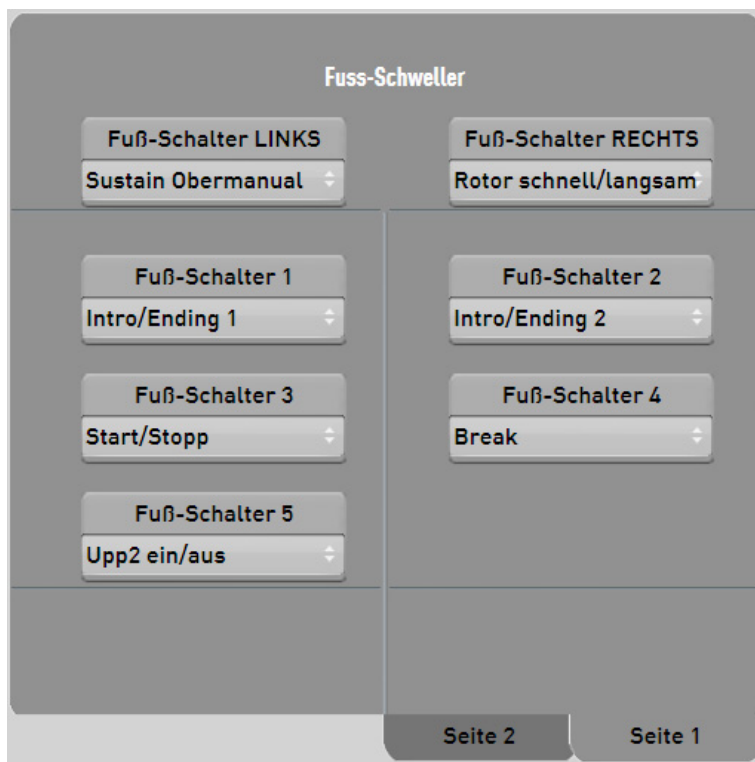 Fuss-Schweller
Fuß-Schalter LINKS
Fuß-Schalter RECHTS
Sustain Obermanual
Rotor schnell/langsam
Fuß-Schalter 1
Fuß-Schalter 2
Intro/Ending 1
Intro/Ending 2
Fuß-Schalter 3
Fuß-Schalter 4
Start/Stopp
Break
Fuß-Schalter 5
Upp2 ein/aus
Seite 2
Seite 1